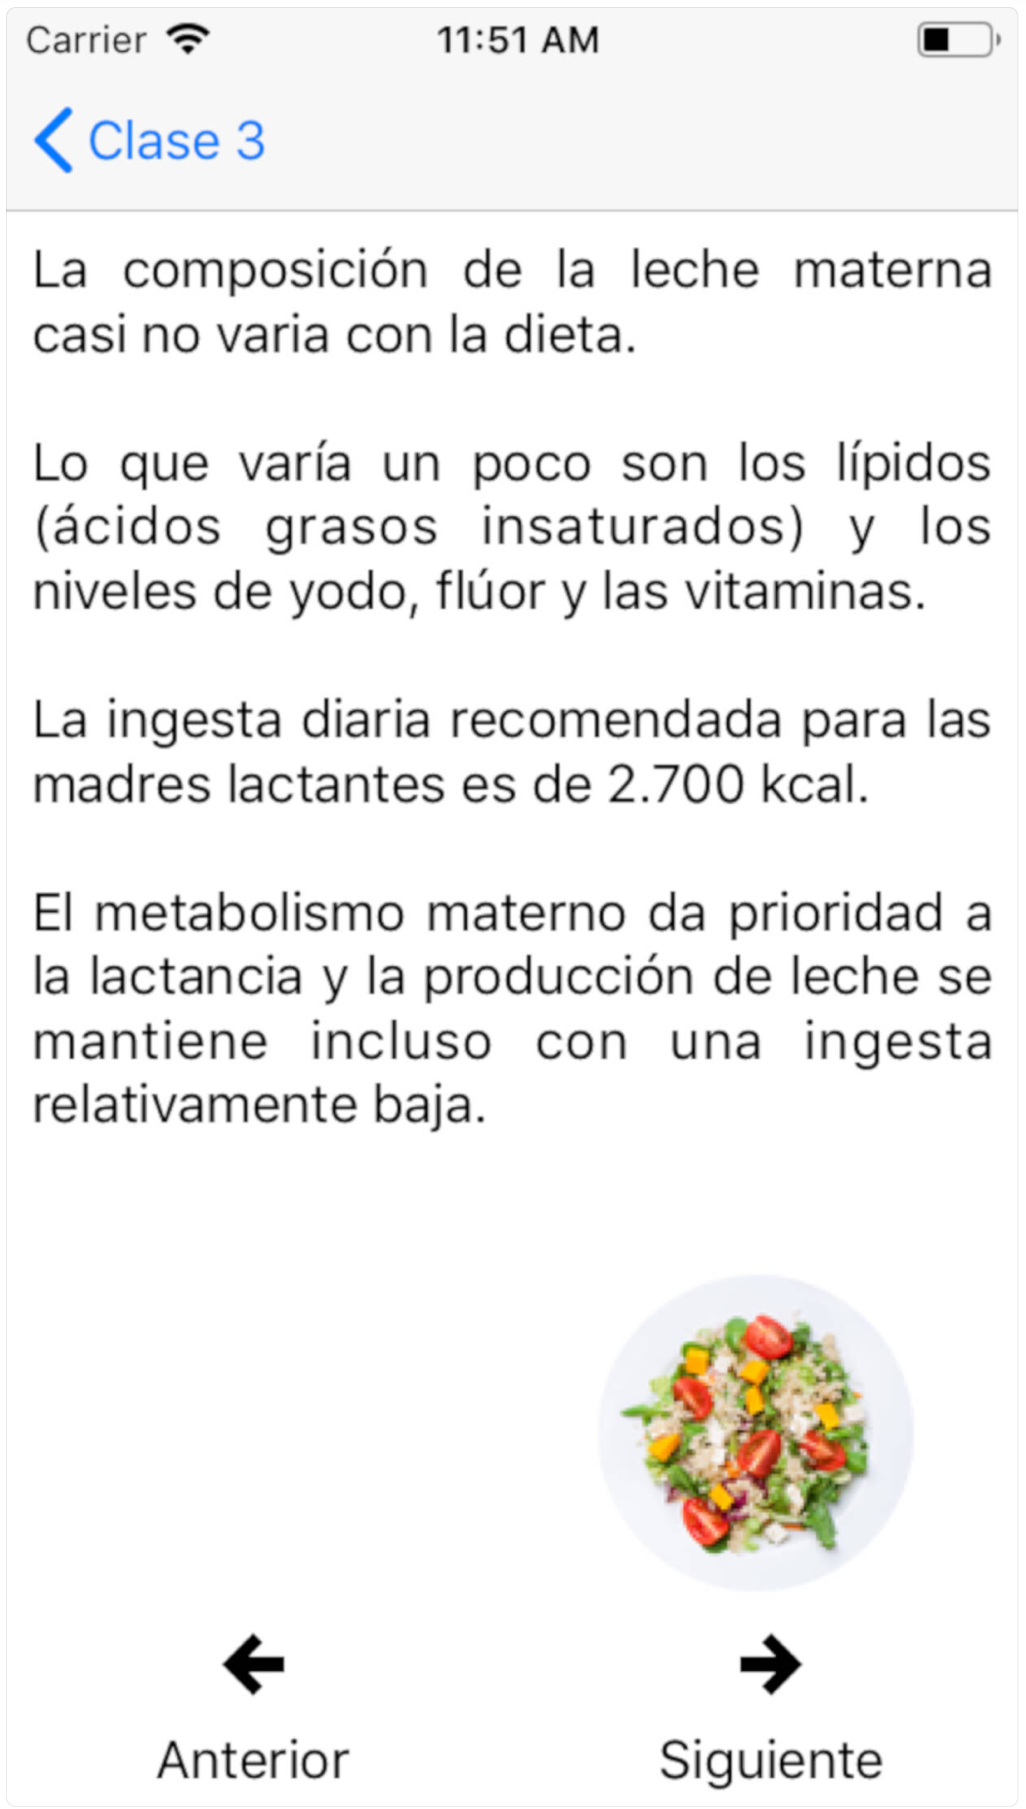 Carrier
11:51 AM
Clase 3
La composición de la leche materna
casi no varia con la dieta.
Lo que varía un poco son los lípidos
(ácidos grasos insaturados) y los
niveles de yodo, flúor y las vitaminas.
La ingesta diaria recomendada para las
madres lactantes es de 2.700 kcal.
El metabolismo materno da prioridad a
la lactancia y la producción de leche se
mantiene incluso con una ingesta
relativamente baja.
Anterior
Siguiente